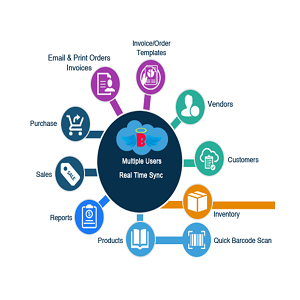 Invoice/Order
Templates
Email & Print Orders
Invoices
Vendors
Purchase
B
Multiple Users
Real Time Sync
Customers
Sales
SALE
Inventory
Reports
Products
Quick Barcode Scan